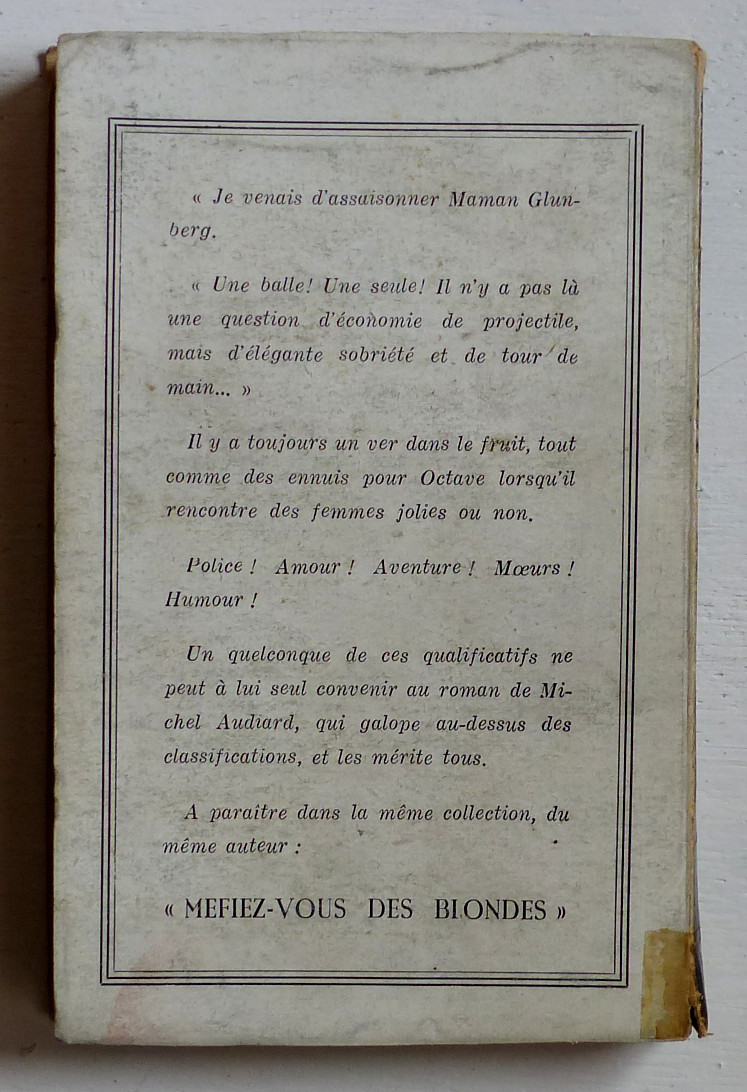 « Je venais d'assaisonner Maman Glun-
berg.
« Une balle! Une seule! Il n'y a pas là
une question d'économie de projectile,
mais d'élégante sobriété et de tour de
main... »
Il y a toujours un ver dans le fruit, tout
comme des ennuis pour Octave lorsqu'il
rencontre des femmes jolies ou non.
Police ! Amour ! Aventure ! Mœurs !
Humour !
Un quelconque de ces qualificatifs ne
peut à lui seul convenir au roman de Mi-
chel Audiard, qui galope au-dessus des
classifications, et les mérite tous.
A paraître dans la même collection, du
même auteur :
« MEFIEZ-VOUS DES BLONDES »